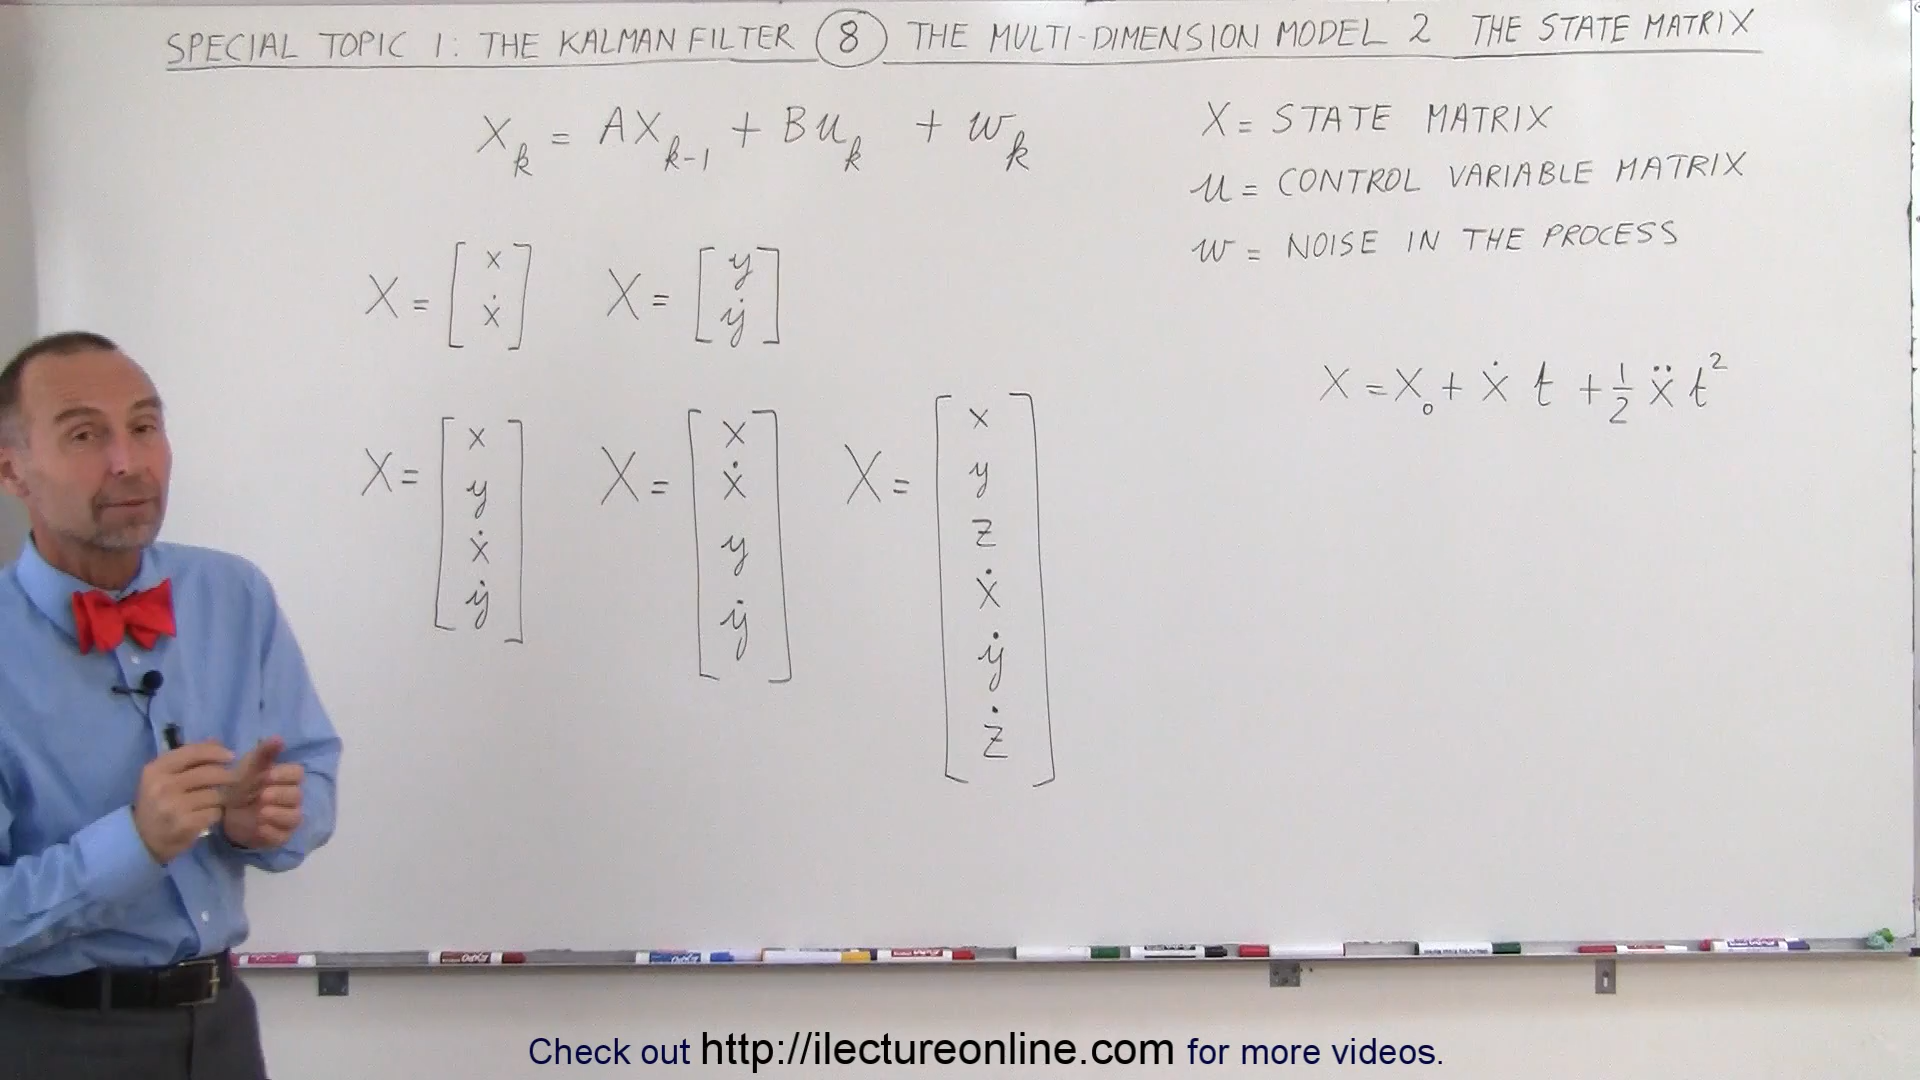 SPECIAL TOPIC 1: THE KALMAN FILTER (8) THE MULTI-DIMENSION MODEL 2 THE STATE MATRIX
X_k = AX_{k-1} + Bu_k + w_k
X = STATE MATRIX
u = CONTROL VARIABLE MATRIX
w = NOISE IN THE PROCESS
X = [x ẋ] X = [y ẏ]
X = X₀ + ẋ t + ½ ẍ t²
X = [x y ẋ ẏ] X = [x ẋ y ẏ] X = [x y z ẋ ẏ ż]
Check out http://ilectureonline.com for more videos.